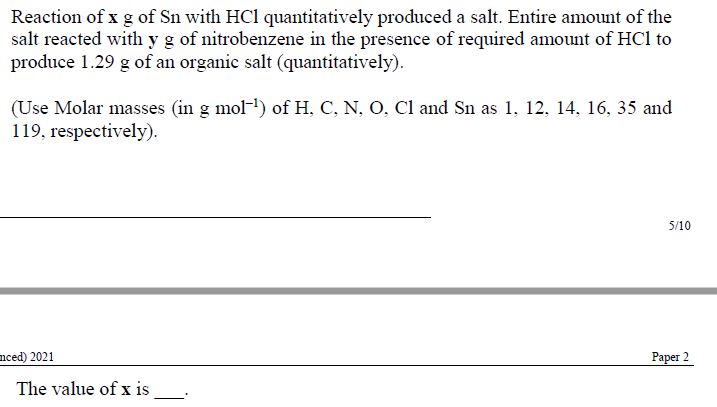 Reaction of x g of Sn with HCl quantitatively produced a salt. Entire amount of the
salt reacted with y g of nitrobenzene in the presence of required amount of HCl to
produce 1.29 g of an organic salt (quantitatively).
(Use Molar masses (in g mol⁻¹) of H, C, N, O, Cl and Sn as 1, 12, 14, 16, 35 and
119, respectively).
5/10
nced) 2021 Paper 2
The value of x is ___.